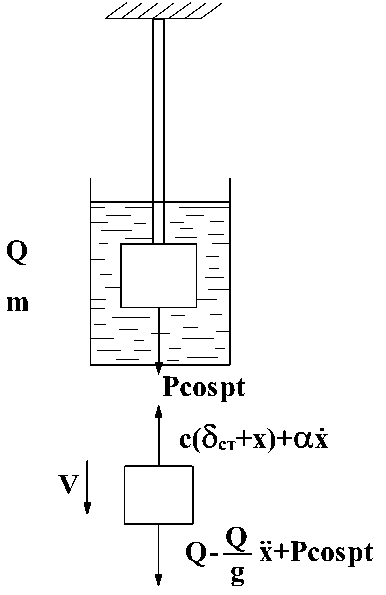 Q
m
Pcospt
c(δст+x)+αẋ
V
Q-Q/g ẍ+Pcospt